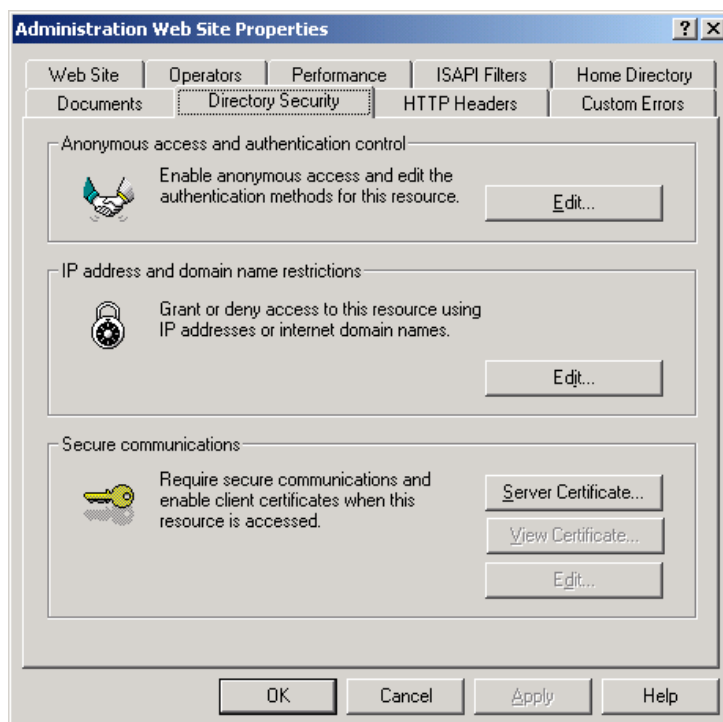 Administration Web Site Properties
Web Site Operators Performance ISAPI Filters Home Directory
Documents Directory Security HTTP Headers Custom Errors
Anonymous access and authentication control
Enable anonymous access and edit the
authentication methods for this resource.
Edit...
IP address and domain name restrictions
Grant or deny access to this resource using
IP addresses or internet domain names.
Edit...
Secure communications
Require secure communications and
enable client certificates when this
resource is accessed.
Server Certificate...
View Certificate...
Edit...
OK Cancel Apply Help